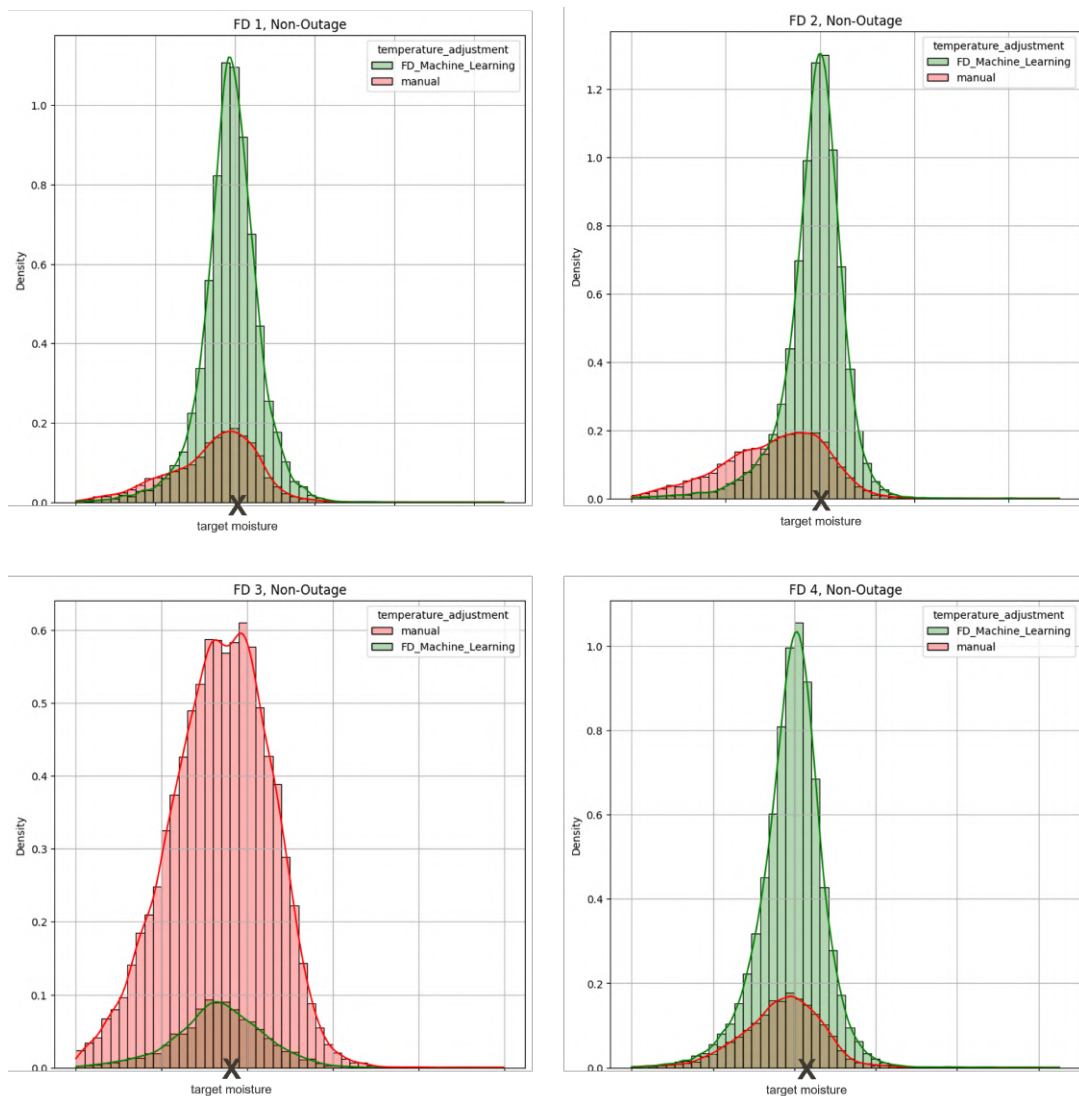 FD 1, Non-Outage
temperature_adjustment
FD_Machine_Learning
manual
Density
1.0
0.8
0.6
0.4
0.2
0.0
X
target moisture
FD 2, Non-Outage
temperature_adjustment
FD_Machine_Learning
manual
Density
1.2
1.0
0.8
0.6
0.4
0.2
0.0
X
target moisture
FD 3, Non-Outage
temperature_adjustment
manual
FD_Machine_Learning
Density
0.6
0.5
0.4
0.3
0.2
0.1
0.0
X
target moisture
FD 4, Non-Outage
temperature_adjustment
FD_Machine_Learning
manual
Density
1.0
0.8
0.6
0.4
0.2
0.0
X
target moisture